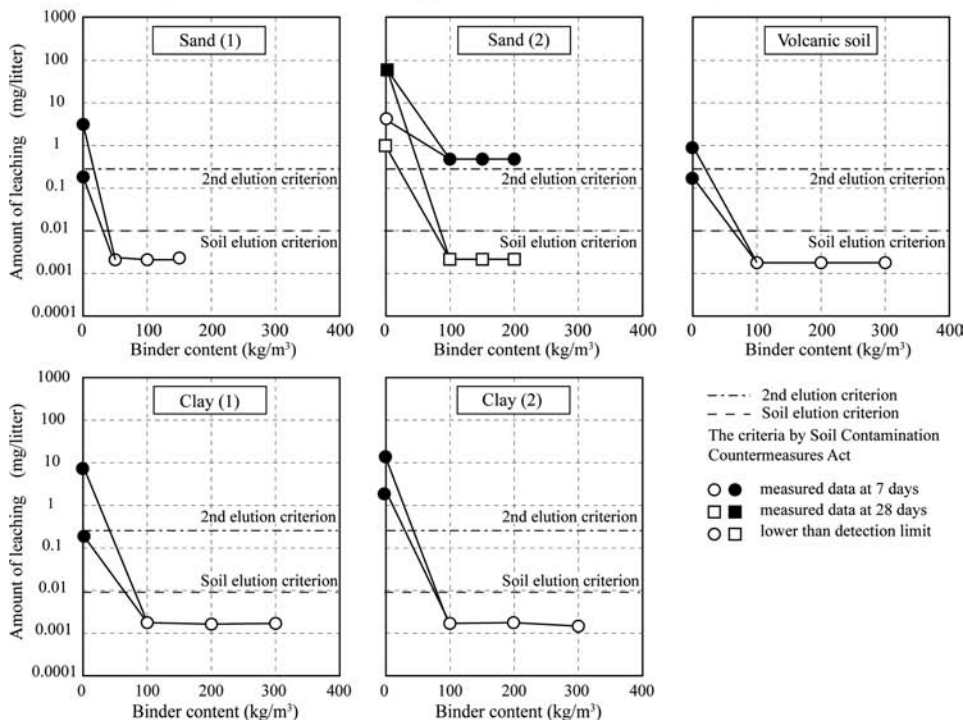 Sand (1)
Sand (2)
Volcanic soil
Amount of leaching (mg/litter)
1000
100
10
1
0.1
0.01
0.001
0.0001
2nd elution criterion
Soil elution criterion
2nd elution criterion
Soil elution criterion
2nd elution criterion
Soil elution criterion
0 100 200 300 400
0 100 200 300 400
0 100 200 300 400
Binder content (kg/m³)
Binder content (kg/m³)
Binder content (kg/m³)
Clay (1)
Clay (2)
Amount of leaching (mg/litter)
1000
100
10
1
0.1
0.01
0.001
0.0001
2nd elution criterion
Soil elution criterion
2nd elution criterion
Soil elution criterion
0 100 200 300 400
0 100 200 300 400
Binder content (kg/m³)
Binder content (kg/m³)
2nd elution criterion
Soil elution criterion
The criteria by Soil Contamination
Countermeasures Act
measured data at 7 days
measured data at 28 days
lower than detection limit